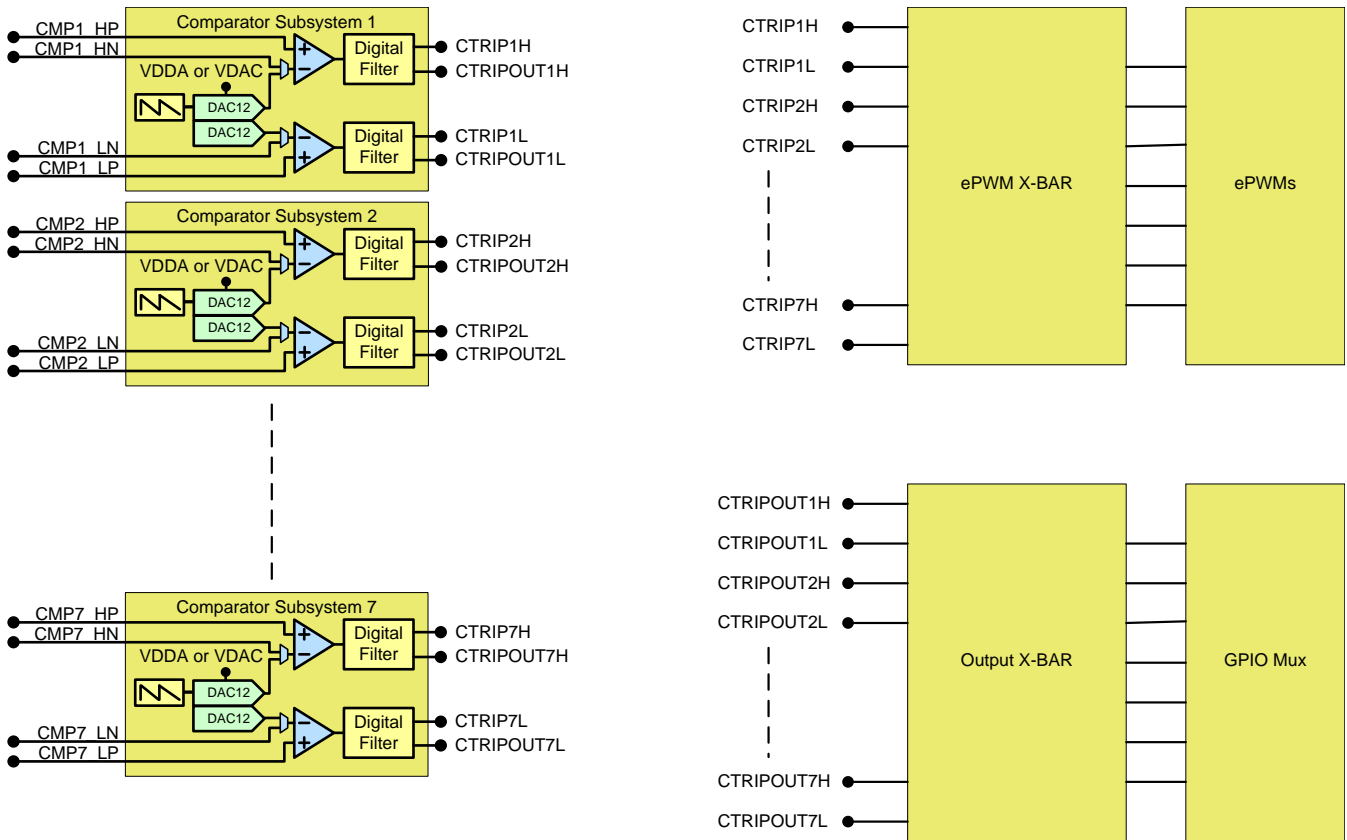 Comparator Subsystem 1
CMP1_HP
CMP1_HN
VDDA or VDAC
DAC12
DAC12
CMP1_LN
CMP1_LP
Digital
Filter
Digital
Filter
CTRIP1H
CTRIPOUT1H
CTRIP1L
CTRIPOUT1L
Comparator Subsystem 2
CMP2_HP
CMP2_HN
VDDA or VDAC
DAC12
DAC12
CMP2_LN
CMP2_LP
Digital
Filter
Digital
Filter
CTRIP2H
CTRIPOUT2H
CTRIP2L
CTRIPOUT2L
Comparator Subsystem 7
CMP7_HP
CMP7_HN
VDDA or VDAC
DAC12
DAC12
CMP7_LN
CMP7_LP
Digital
Filter
Digital
Filter
CTRIP7H
CTRIPOUT7H
CTRIP7L
CTRIPOUT7L
CTRIP1H
CTRIP1L
CTRIP2H
CTRIP2L
CTRIP7H
CTRIP7L
ePWM X-BAR
ePWMs
CTRIPOUT1H
CTRIPOUT1L
CTRIPOUT2H
CTRIPOUT2L
CTRIPOUT7H
CTRIPOUT7L
Output X-BAR
GPIO Mux